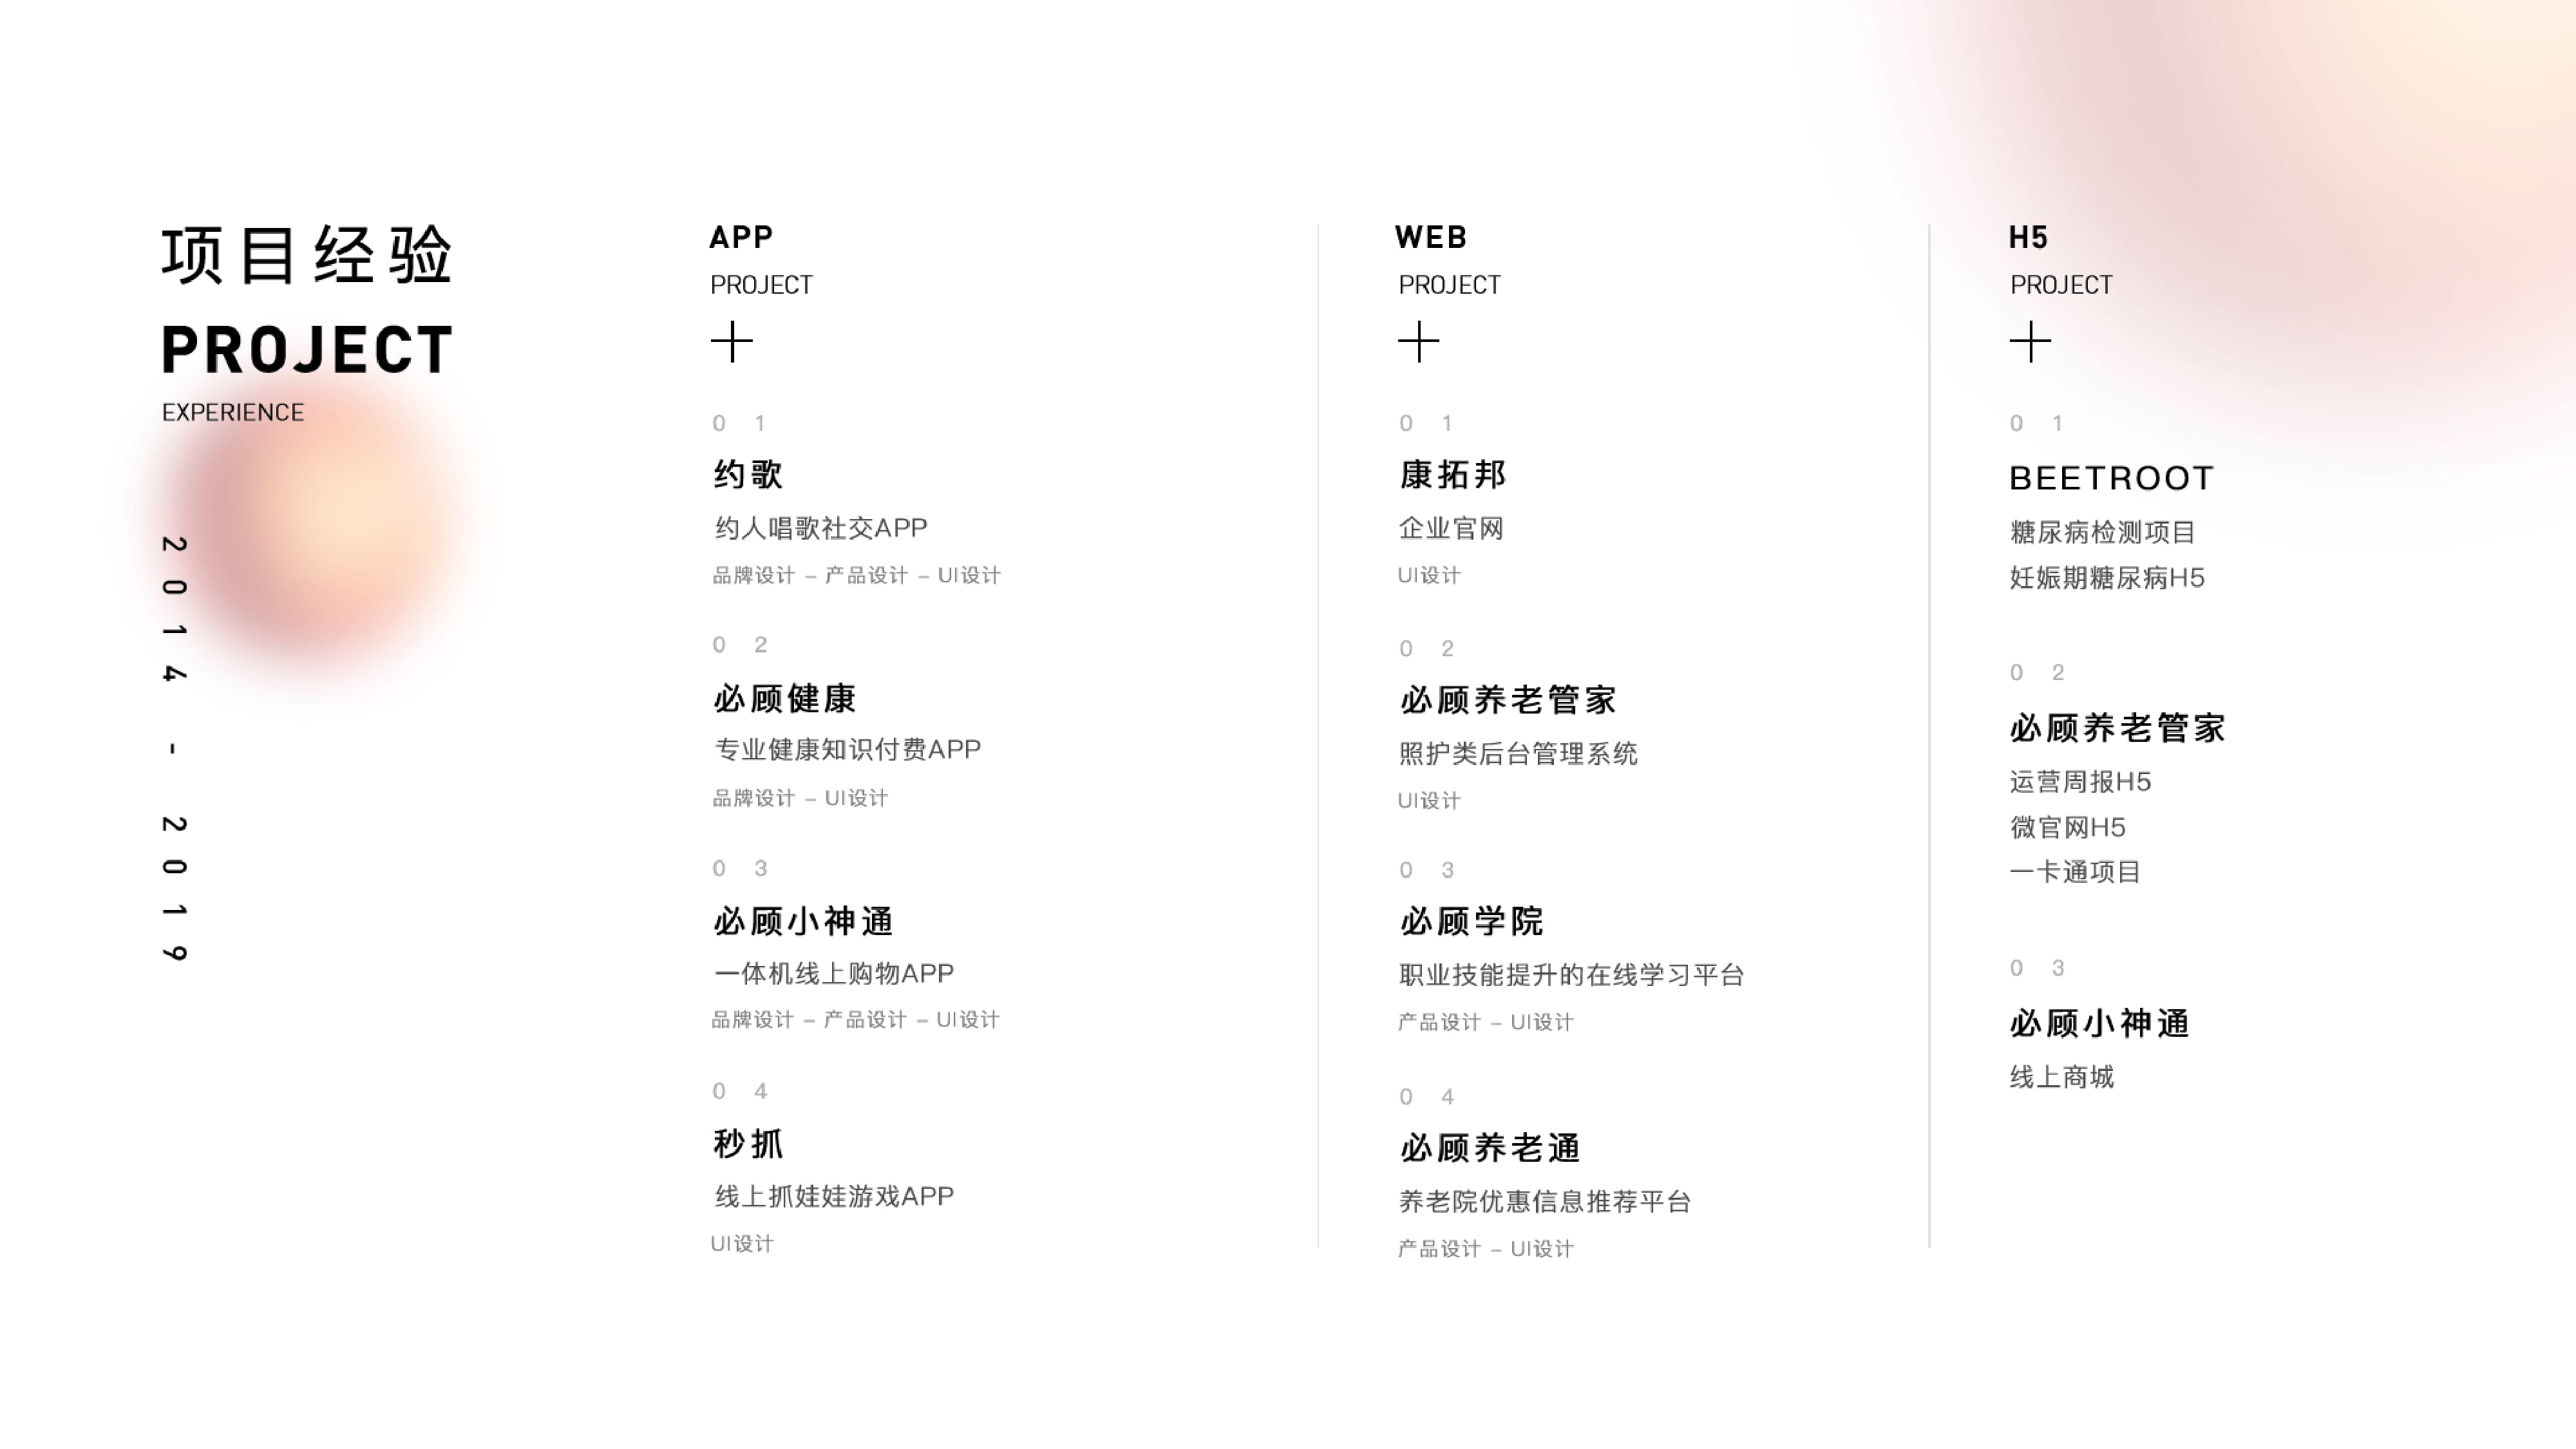 项目经验
PROJECT
EXPERIENCE
2014 - 2019
APP
PROJECT
01
约歌
约人唱歌社交APP
品牌设计 – 产品设计 – UI设计
02
必顾健康
专业健康知识付费APP
品牌设计 – UI设计
03
必顾小神通
一体机线上购物APP
品牌设计 – 产品设计 – UI设计
04
秒抓
线上抓娃娃游戏APP
UI设计
WEB
PROJECT
01
康拓邦
企业官网
UI设计
02
必顾养老管家
照护类后台管理系统
UI设计
03
必顾学院
职业技能提升的在线学习平台
产品设计 – UI设计
04
必顾养老通
养老院优惠信息推荐平台
产品设计 – UI设计
H5
PROJECT
01
BEETROOT
糖尿病检测项目
妊娠期糖尿病H5
02
必顾养老管家
运营周报H5
微官网H5
一卡通项目
03
必顾小神通
线上商城